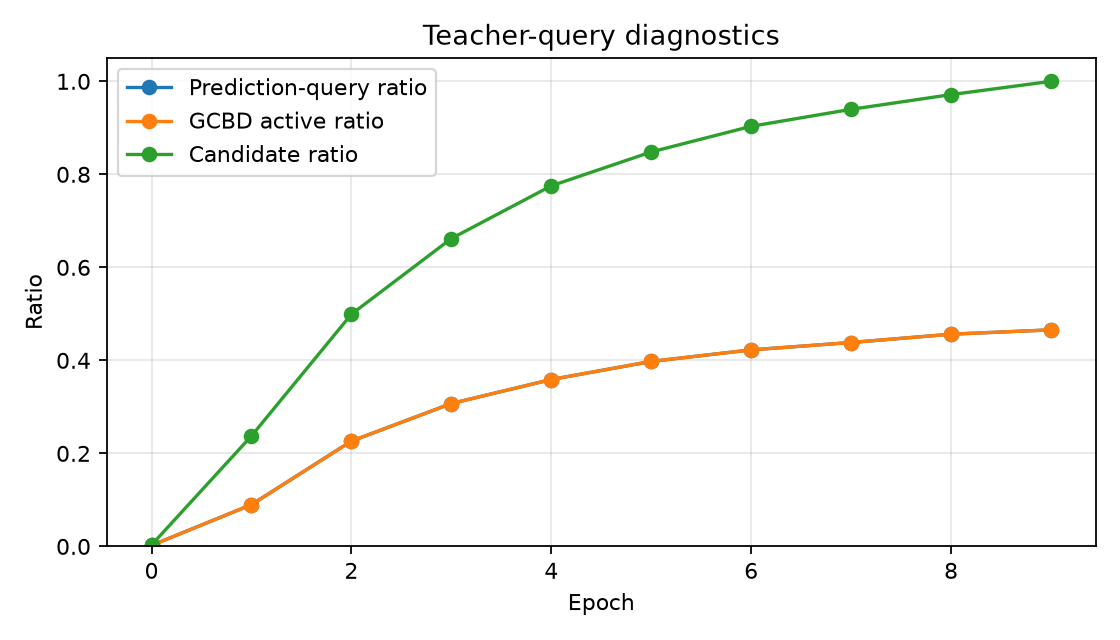 Teacher-query diagnostics
Prediction-query ratio
GCBD active ratio
Candidate ratio
1.0
0.8
0.6
0.4
0.2
0.0
Ratio
0 2 4 6 8
Epoch